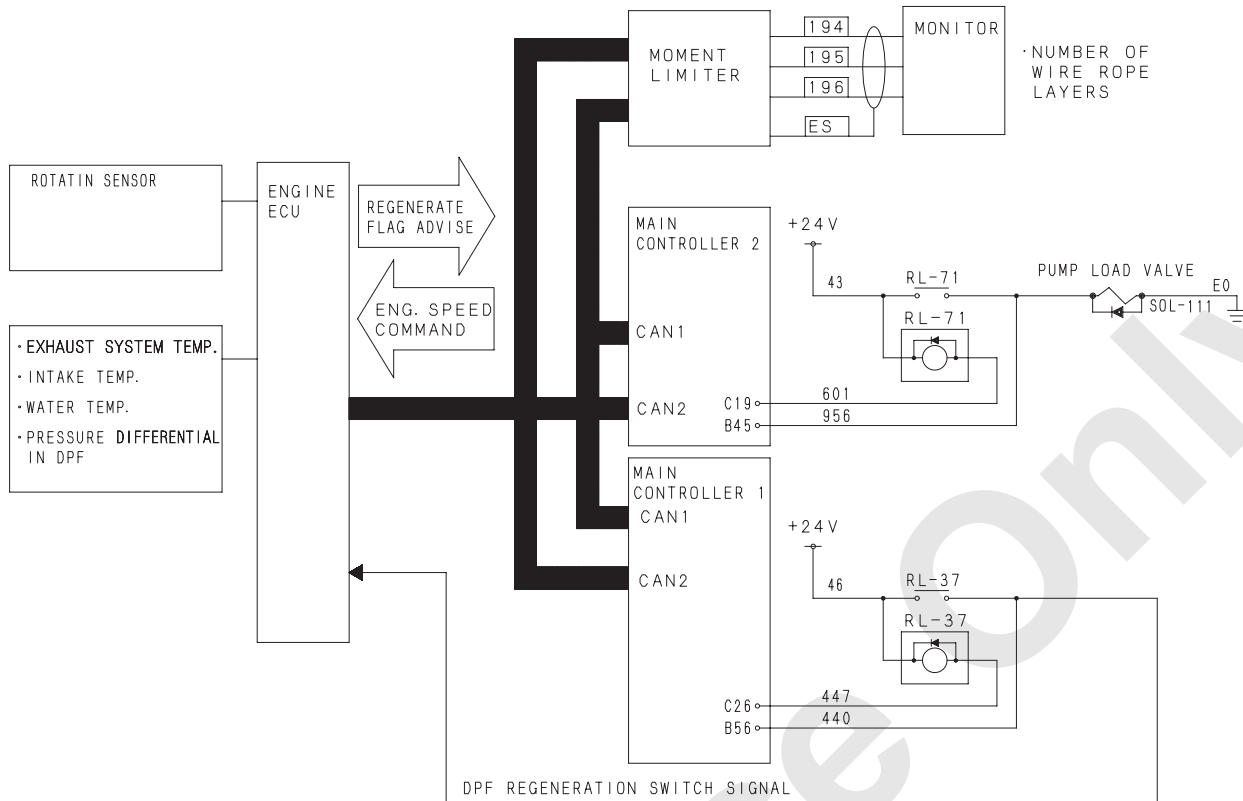 194
MONITOR
MOMENT
LIMITER
195
196
ES
·NUMBER OF
WIRE ROPE
LAYERS
ROTATIN SENSOR
ENGINE
ECU
REGENERATE
FLAG ADVISE
ENG. SPEED
COMMAND
·EXHAUST SYSTEM TEMP.
·INTAKE TEMP.
·WATER TEMP.
·PRESSURE DIFFERENTIAL
IN DPF
MAIN
CONTROLLER 2
CAN1
CAN2
C19
B45
+24V
43
RL-71
RL-71
601
956
PUMP LOAD VALVE
E0
SOL-111
MAIN
CONTROLLER 1
CAN1
CAN2
C26
B56
+24V
46
RL-37
RL-37
447
440
DPF REGENERATION SWITCH SIGNAL